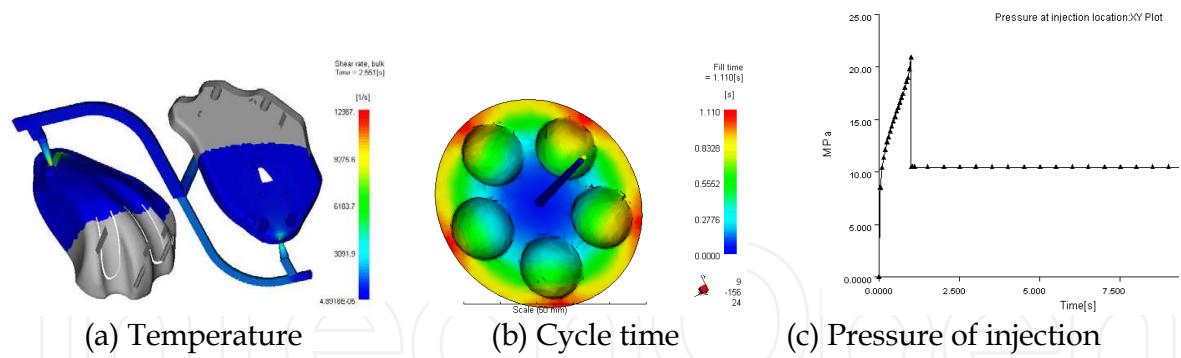 Shear rate, bulk
Time = 2.551[s]
[1/s]
12367.
9275.6
6183.7
3091.9
4.8918E-05
(a) Temperature
Fill time
= 1.110[s]
[s]
1.110
0.8328
0.5552
0.2776
0.0000
9
-156
24
Scale (50 mm)
(b) Cycle time
Pressure at injection location:XY Plot
25.00
20.00
15.00
10.00
5.000
0.0000
MPa
0.0000 2.500 5.000 7.500
Time[s]
(c) Pressure of injection